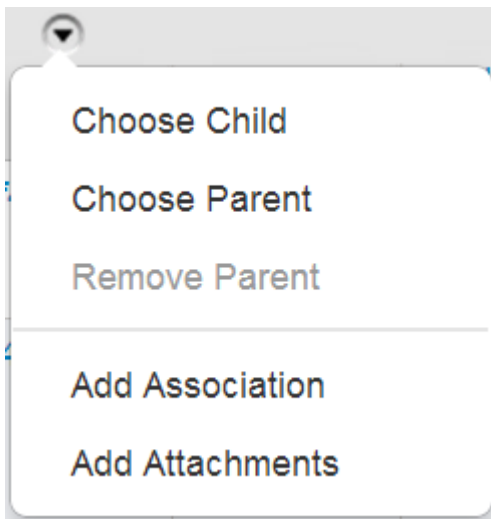 Choose Child
Choose Parent
Remove Parent
Add Association
Add Attachments